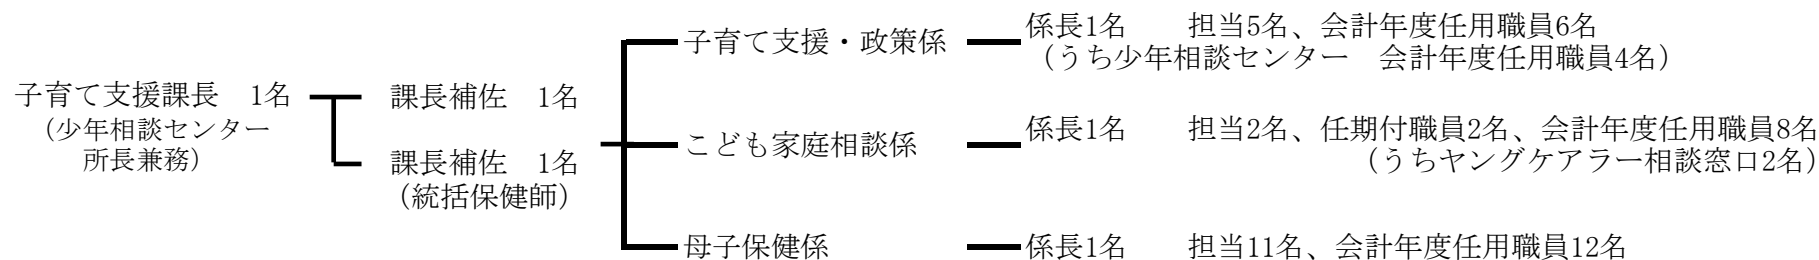 子育て支援課長　1名
（少年相談センター
所長兼務）
課長補佐　1名
課長補佐　1名
（統括保健師）
子育て支援・政策係
係長1名　　担当5名、会計年度任用職員6名
（うち少年相談センター　会計年度任用職員4名）
こども家庭相談係
係長1名　　担当2名、任期付職員2名、会計年度任用職員8名
（うちヤングケアラー相談窓口2名）
母子保健係
係長1名　　担当11名、会計年度任用職員12名